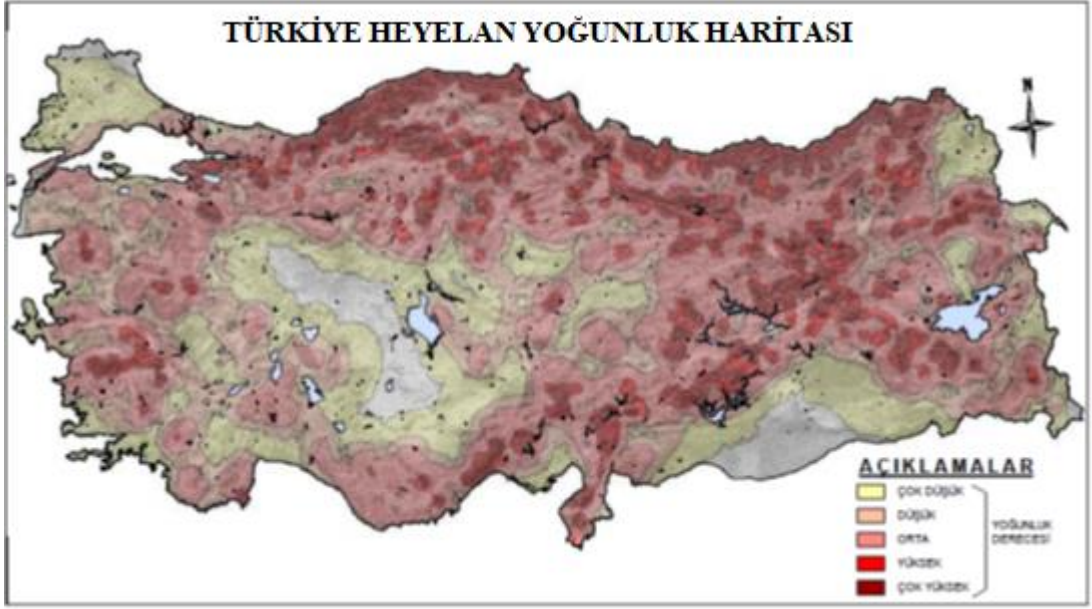 TÜRKİYE HEYELAN YOĞUNLUK HARİTASI
N
AÇIKLAMALAR
ÇOK DÜŞÜK
DÜŞÜK
ORTA
YÜKSEK
ÇOK YÜKSEK
YOĞUNLUK
DERECESİ